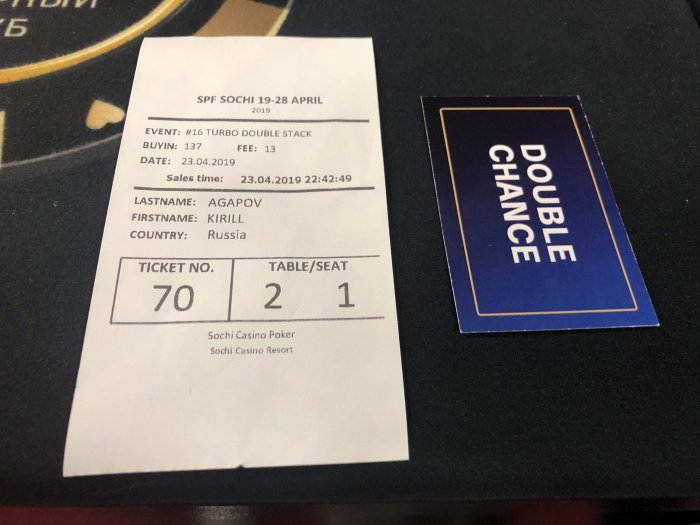 КБ
SPF SOCHI 19-28 APRIL
2019
EVENT: #16 TURBO DOUBLE STACK
BUYIN: 137 FEE: 13
DATE: 23.04.2019
Sales time: 23.04.2019 22:42:49
LASTNAME: AGAPOV
FIRSTNAME: KIRILL
COUNTRY: Russia
TICKET NO. TABLE/SEAT
70 2 1
Sochi Casino Poker
Sochi Casino Resort
DOUBLE
CHANCE